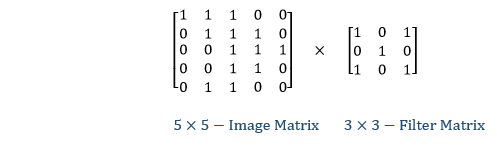 1 1 1 0 0
0 1 1 1 0
0 0 1 1 1
0 0 1 1 0
0 1 1 0 0
×
1 0 1
0 1 0
1 0 1
5 × 5 − Image Matrix
3 × 3 − Filter Matrix